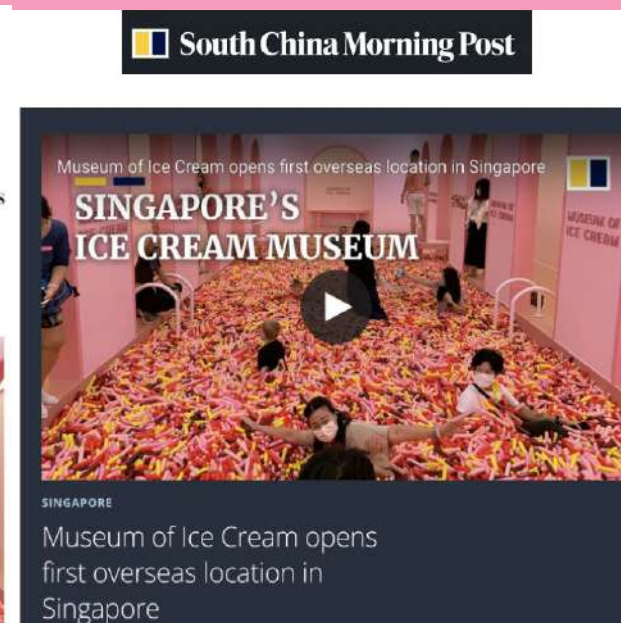 South China Morning Post
s
Museum of Ice Cream opens first overseas location in Singapore
SINGAPORE'S
ICE CREAM MUSEUM
MUSEUM OF
ICE CREAM
SINGAPORE
Museum of Ice Cream opens
first overseas location in
Singapore